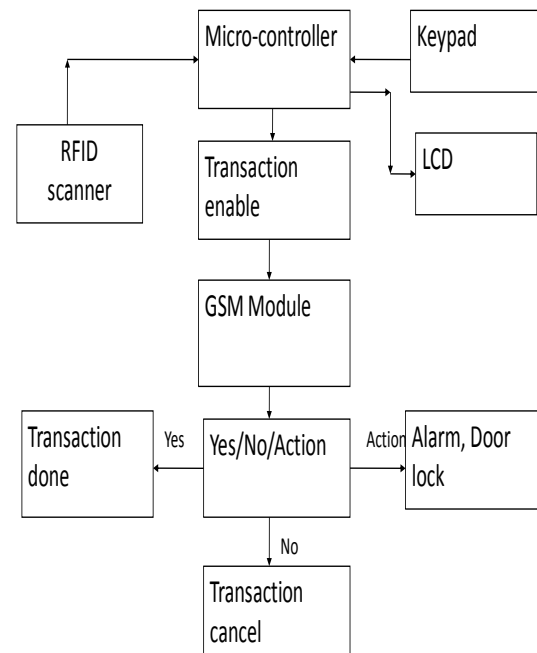 Micro-controller
Keypad
RFID
scanner
LCD
Transaction
enable
GSM Module
Transaction
done
Yes
Yes/No/Action
Action
Alarm, Door
lock
No
Transaction
cancel